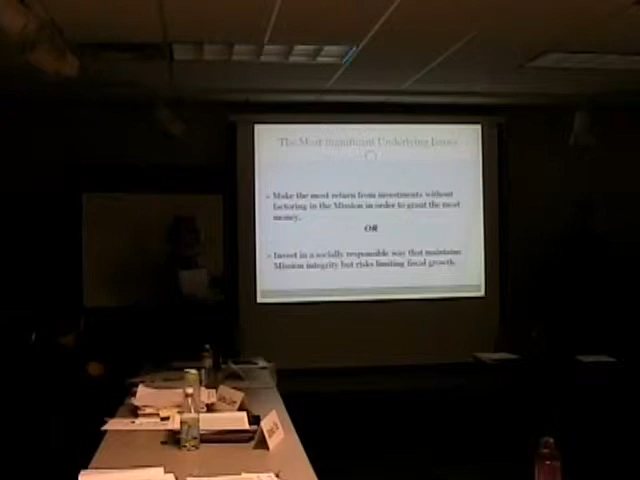 The Most Significant Underlying Issues
Make the most return from investments without
factoring in the Mission in order to grant the most
money.
OR
Invest in a socially responsible way that maintains
Mission integrity but risks limiting fiscal growth.